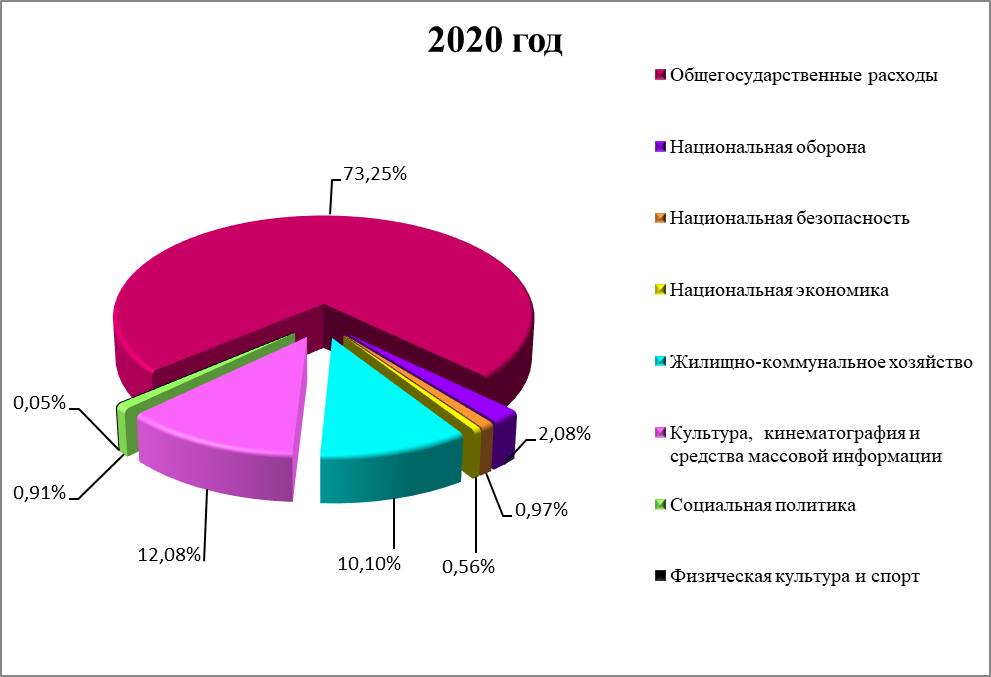 2020 год
Общегосударственные расходы
Национальная оборона
Национальная безопасность
Национальная экономика
Жилищно-коммунальное хозяйство
Культура, кинематография и
средства массовой информации
Социальная политика
Физическая культура и спорт
73,25%
0,05%
2,08%
0,91%
0,97%
12,08%
10,10%
0,56%